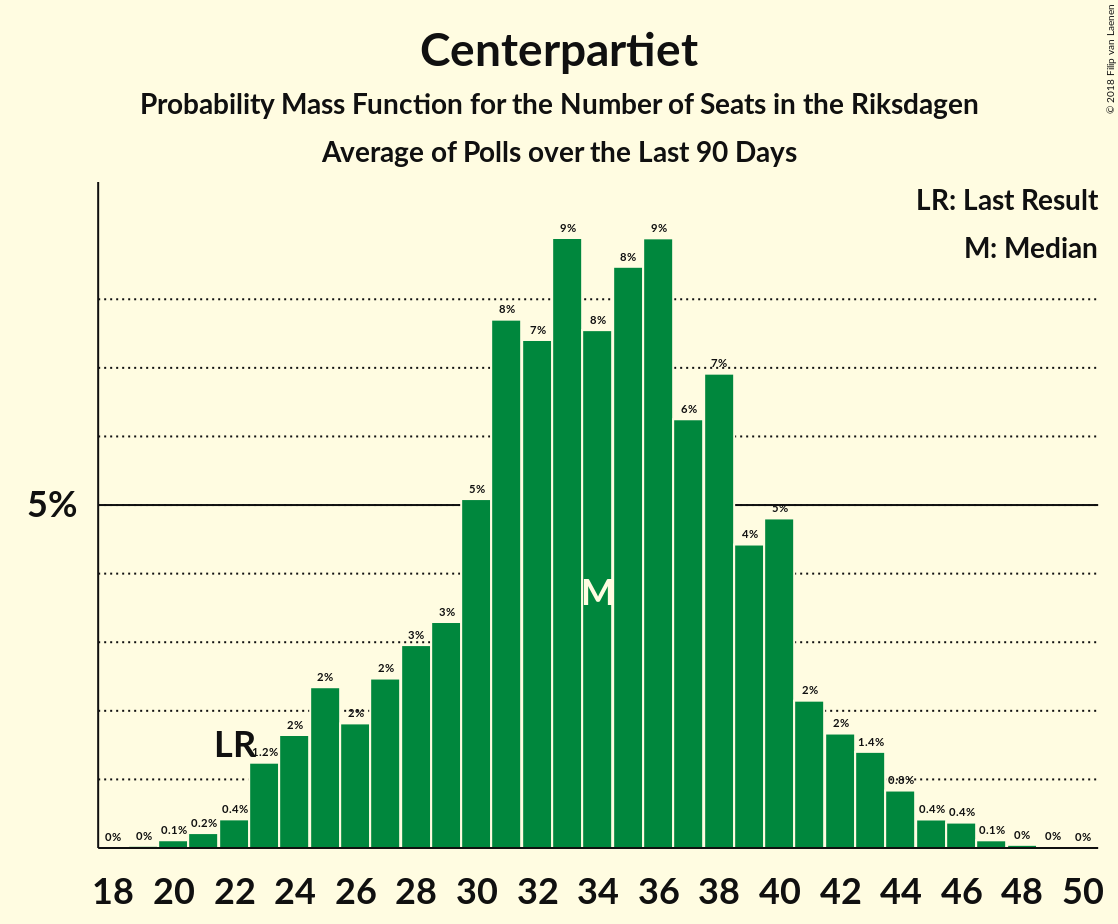 Centerpartiet
Probability Mass Function for the Number of Seats in the Riksdagen
Average of Polls over the Last 90 Days
© 2018 Filip van Laenen
LR: Last Result
M: Median
5%
0% 0% 0.1% 0.2% 0.4% 1.2% 2% 2% 2% 2% 3% 3% 5% 8% 7% 9% 8% 8% 9% 6% 7% 4% 5% 2% 2% 1.4% 0.8% 0.4% 0.4% 0.1% 0% 0% 0%
LR
M
18 20 22 24 26 28 30 32 34 36 38 40 42 44 46 48 50